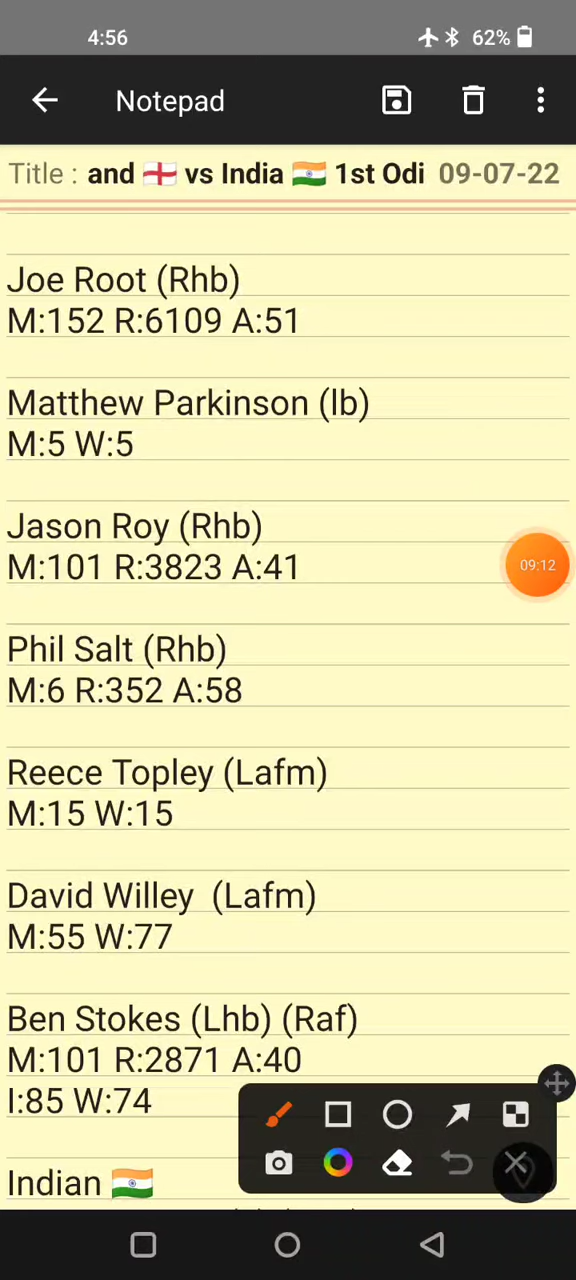 4:56
62%
Notepad
Title : and 🏴󠁧󠁢󠁥󠁮󠁧󠁿 vs India 🇮🇳 1st Odi 09-07-22
Joe Root (Rhb)
M:152 R:6109 A:51
Matthew Parkinson (lb)
M:5 W:5
Jason Roy (Rhb)
M:101 R:3823 A:41
09:12
Phil Salt (Rhb)
M:6 R:352 A:58
Reece Topley (Lafm)
M:15 W:15
David Willey  (Lafm)
M:55 W:77
Ben Stokes (Lhb) (Raf)
M:101 R:2871 A:40
I:85 W:74
Indian 🇮🇳